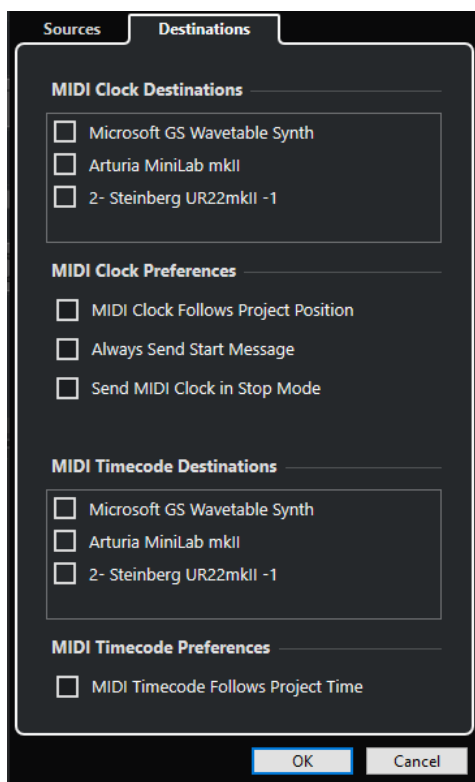 Sources Destinations
MIDI Clock Destinations
Microsoft GS Wavetable Synth
Arturia MiniLab mkII
2- Steinberg UR22mkII -1
MIDI Clock Preferences
MIDI Clock Follows Project Position
Always Send Start Message
Send MIDI Clock in Stop Mode
MIDI Timecode Destinations
Microsoft GS Wavetable Synth
Arturia MiniLab mkII
2- Steinberg UR22mkII -1
MIDI Timecode Preferences
MIDI Timecode Follows Project Time
OK Cancel